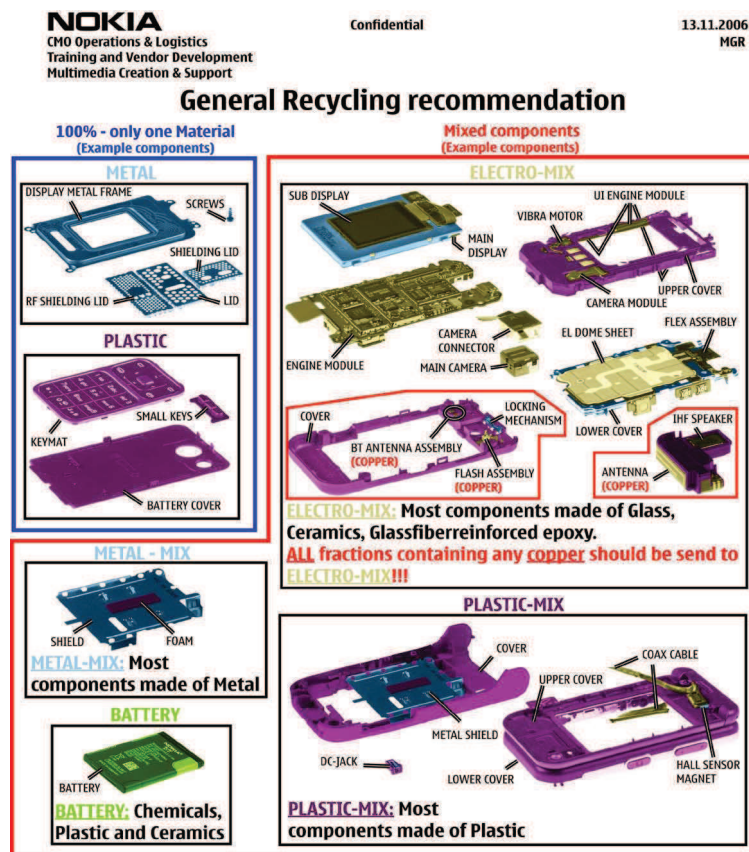 NOKIA
CMO Operations & Logistics
Training and Vendor Development
Multimedia Creation & Support
Confidential
13.11.2006
MGR
General Recycling recommendation
100% - only one Material
(Example components)
Mixed components
(Example components)
METAL
DISPLAY METAL FRAME
SCREWS
SHIELDING LID
RF SHIELDING LID
LID
PLASTIC
KEYMAT
SMALL KEYS
BATTERY COVER
ELECTRO-MIX
SUB DISPLAY
MAIN
DISPLAY
UI ENGINE MODULE
VIBRA MOTOR
UPPER COVER
CAMERA MODULE
ENGINE MODULE
CAMERA
CONNECTOR
MAIN CAMERA
EL DOME SHEET
FLEX ASSEMBLY
LOWER COVER
COVER
LOCKING
MECHANISM
BT ANTENNA ASSEMBLY
(COPPER)
FLASH ASSEMBLY
(COPPER)
IHF SPEAKER
ANTENNA
(COPPER)
ELECTRO-MIX: Most components made of Glass,
Ceramics, Glassfiberreinforced epoxy.
ALL fractions containing any copper should be send to
ELECTRO-MIX!!!
METAL - MIX
SHIELD
FOAM
METAL-MIX: Most
components made of Metal
BATTERY
BATTERY
BATTERY: Chemicals,
Plastic and Ceramics
PLASTIC-MIX
COVER
METAL SHIELD
DC-JACK
COAX CABLE
UPPER COVER
LOWER COVER
HALL SENSOR
MAGNET
PLASTIC-MIX: Most
components made of Plastic